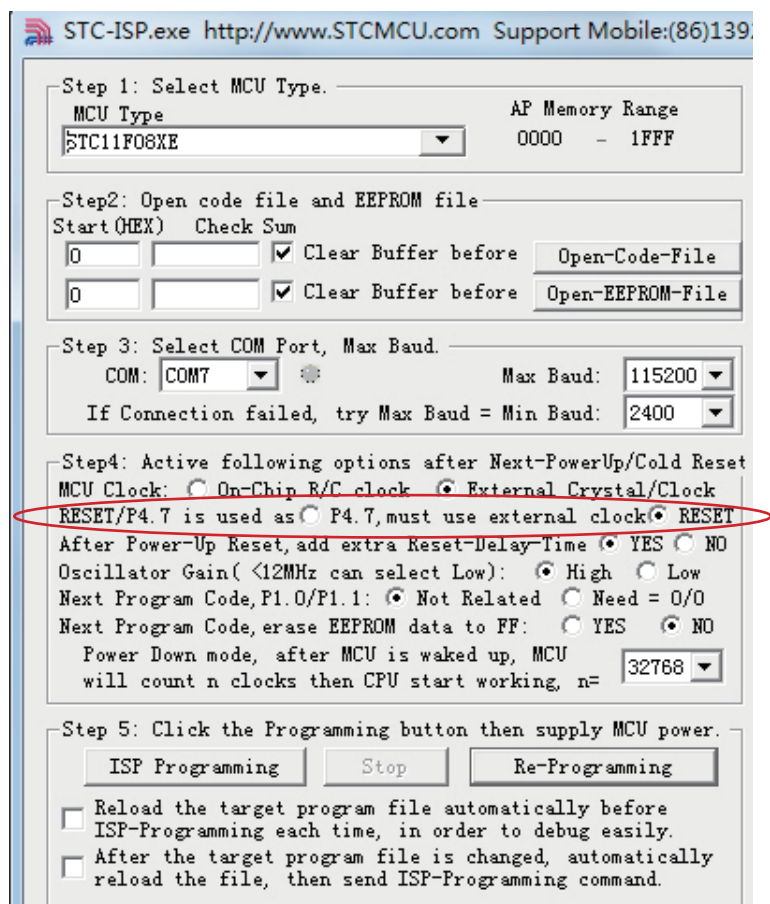 STC-ISP.exe http://www.STCMCU.com Support Mobile:(86)139
Step 1: Select MCU Type.
MCU Type AP Memory Range
STC11F08XE 0000 - 1FFF
Step2: Open code file and EEPROM file
Start(HEX) Check Sum
0 Clear Buffer before Open-Code-File
0 Clear Buffer before Open-EEPROM-File
Step 3: Select COM Port, Max Baud.
COM: COM7 Max Baud: 115200
If Connection failed, try Max Baud = Min Baud: 2400
Step4: Active following options after Next-PowerUp/Cold Reset
MCU Clock: On-Chip R/C clock External Crystal/Clock
RESET/P4.7 is used as P4.7,must use external clock RESET
After Power-Up Reset,add extra Reset-Delay-Time YES NO
Oscillator Gain( <12MHz can select Low): High Low
Next Program Code,P1.0/P1.1: Not Related Need = 0/0
Next Program Code,erase EEPROM data to FF: YES NO
Power Down mode, after MCU is waked up, MCU
will count n clocks then CPU start working, n= 32768
Step 5: Click the Programming button then supply MCU power.
ISP Programming Stop Re-Programming
Reload the target program file automatically before
ISP-Programming each time, in order to debug easily.
After the target program file is changed, automatically
reload the file, then send ISP-Programming command.